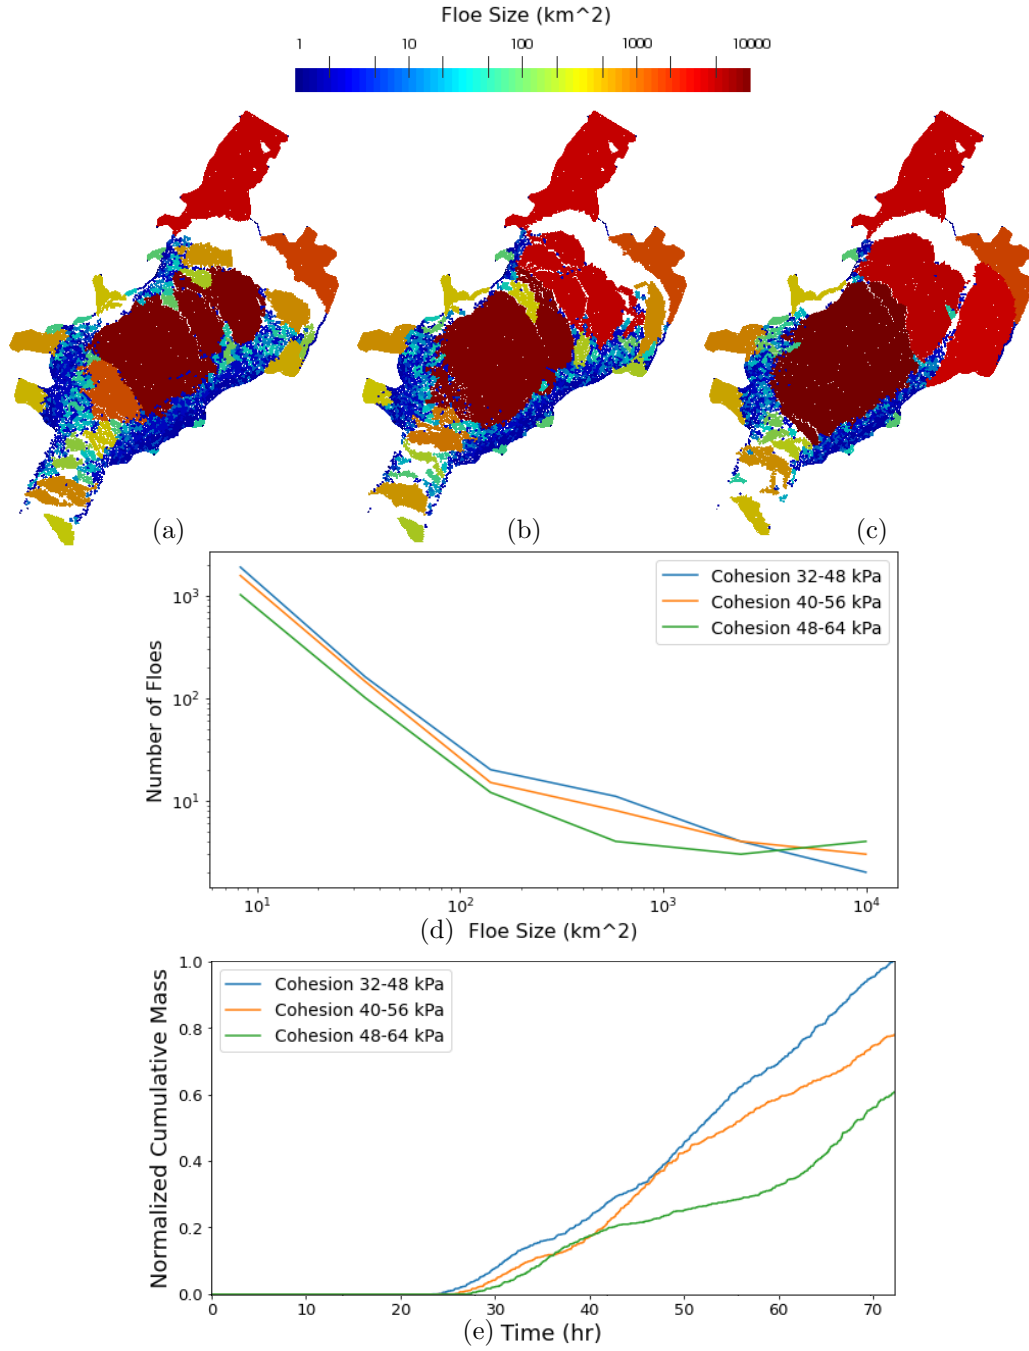 Floe Size (km^2)
1 10 100 1000 10000
(a) (b) (c)
Cohesion 32-48 kPa
Cohesion 40-56 kPa
Cohesion 48-64 kPa
Number of Floes
10^3
10^2
10^1
10^1 10^2 10^3 10^4
(d) Floe Size (km^2)
Cohesion 32-48 kPa
Cohesion 40-56 kPa
Cohesion 48-64 kPa
Normalized Cumulative Mass
1.0
0.8
0.6
0.4
0.2
0.0
0 10 20 30 40 50 60 70
(e) Time (hr)